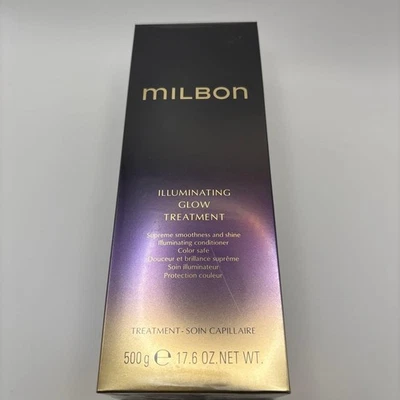 MILBON
ILLUMINATING
GLOW
TREATMENT
Supreme smoothness and shine
Illuminating conditioner
Color safe
Douceur et brillance suprême
Soin illuminateur
Protection couleur
TREATMENT - SOIN CAPILLAIRE
500g ℮ 17.6 OZ. NET WT.